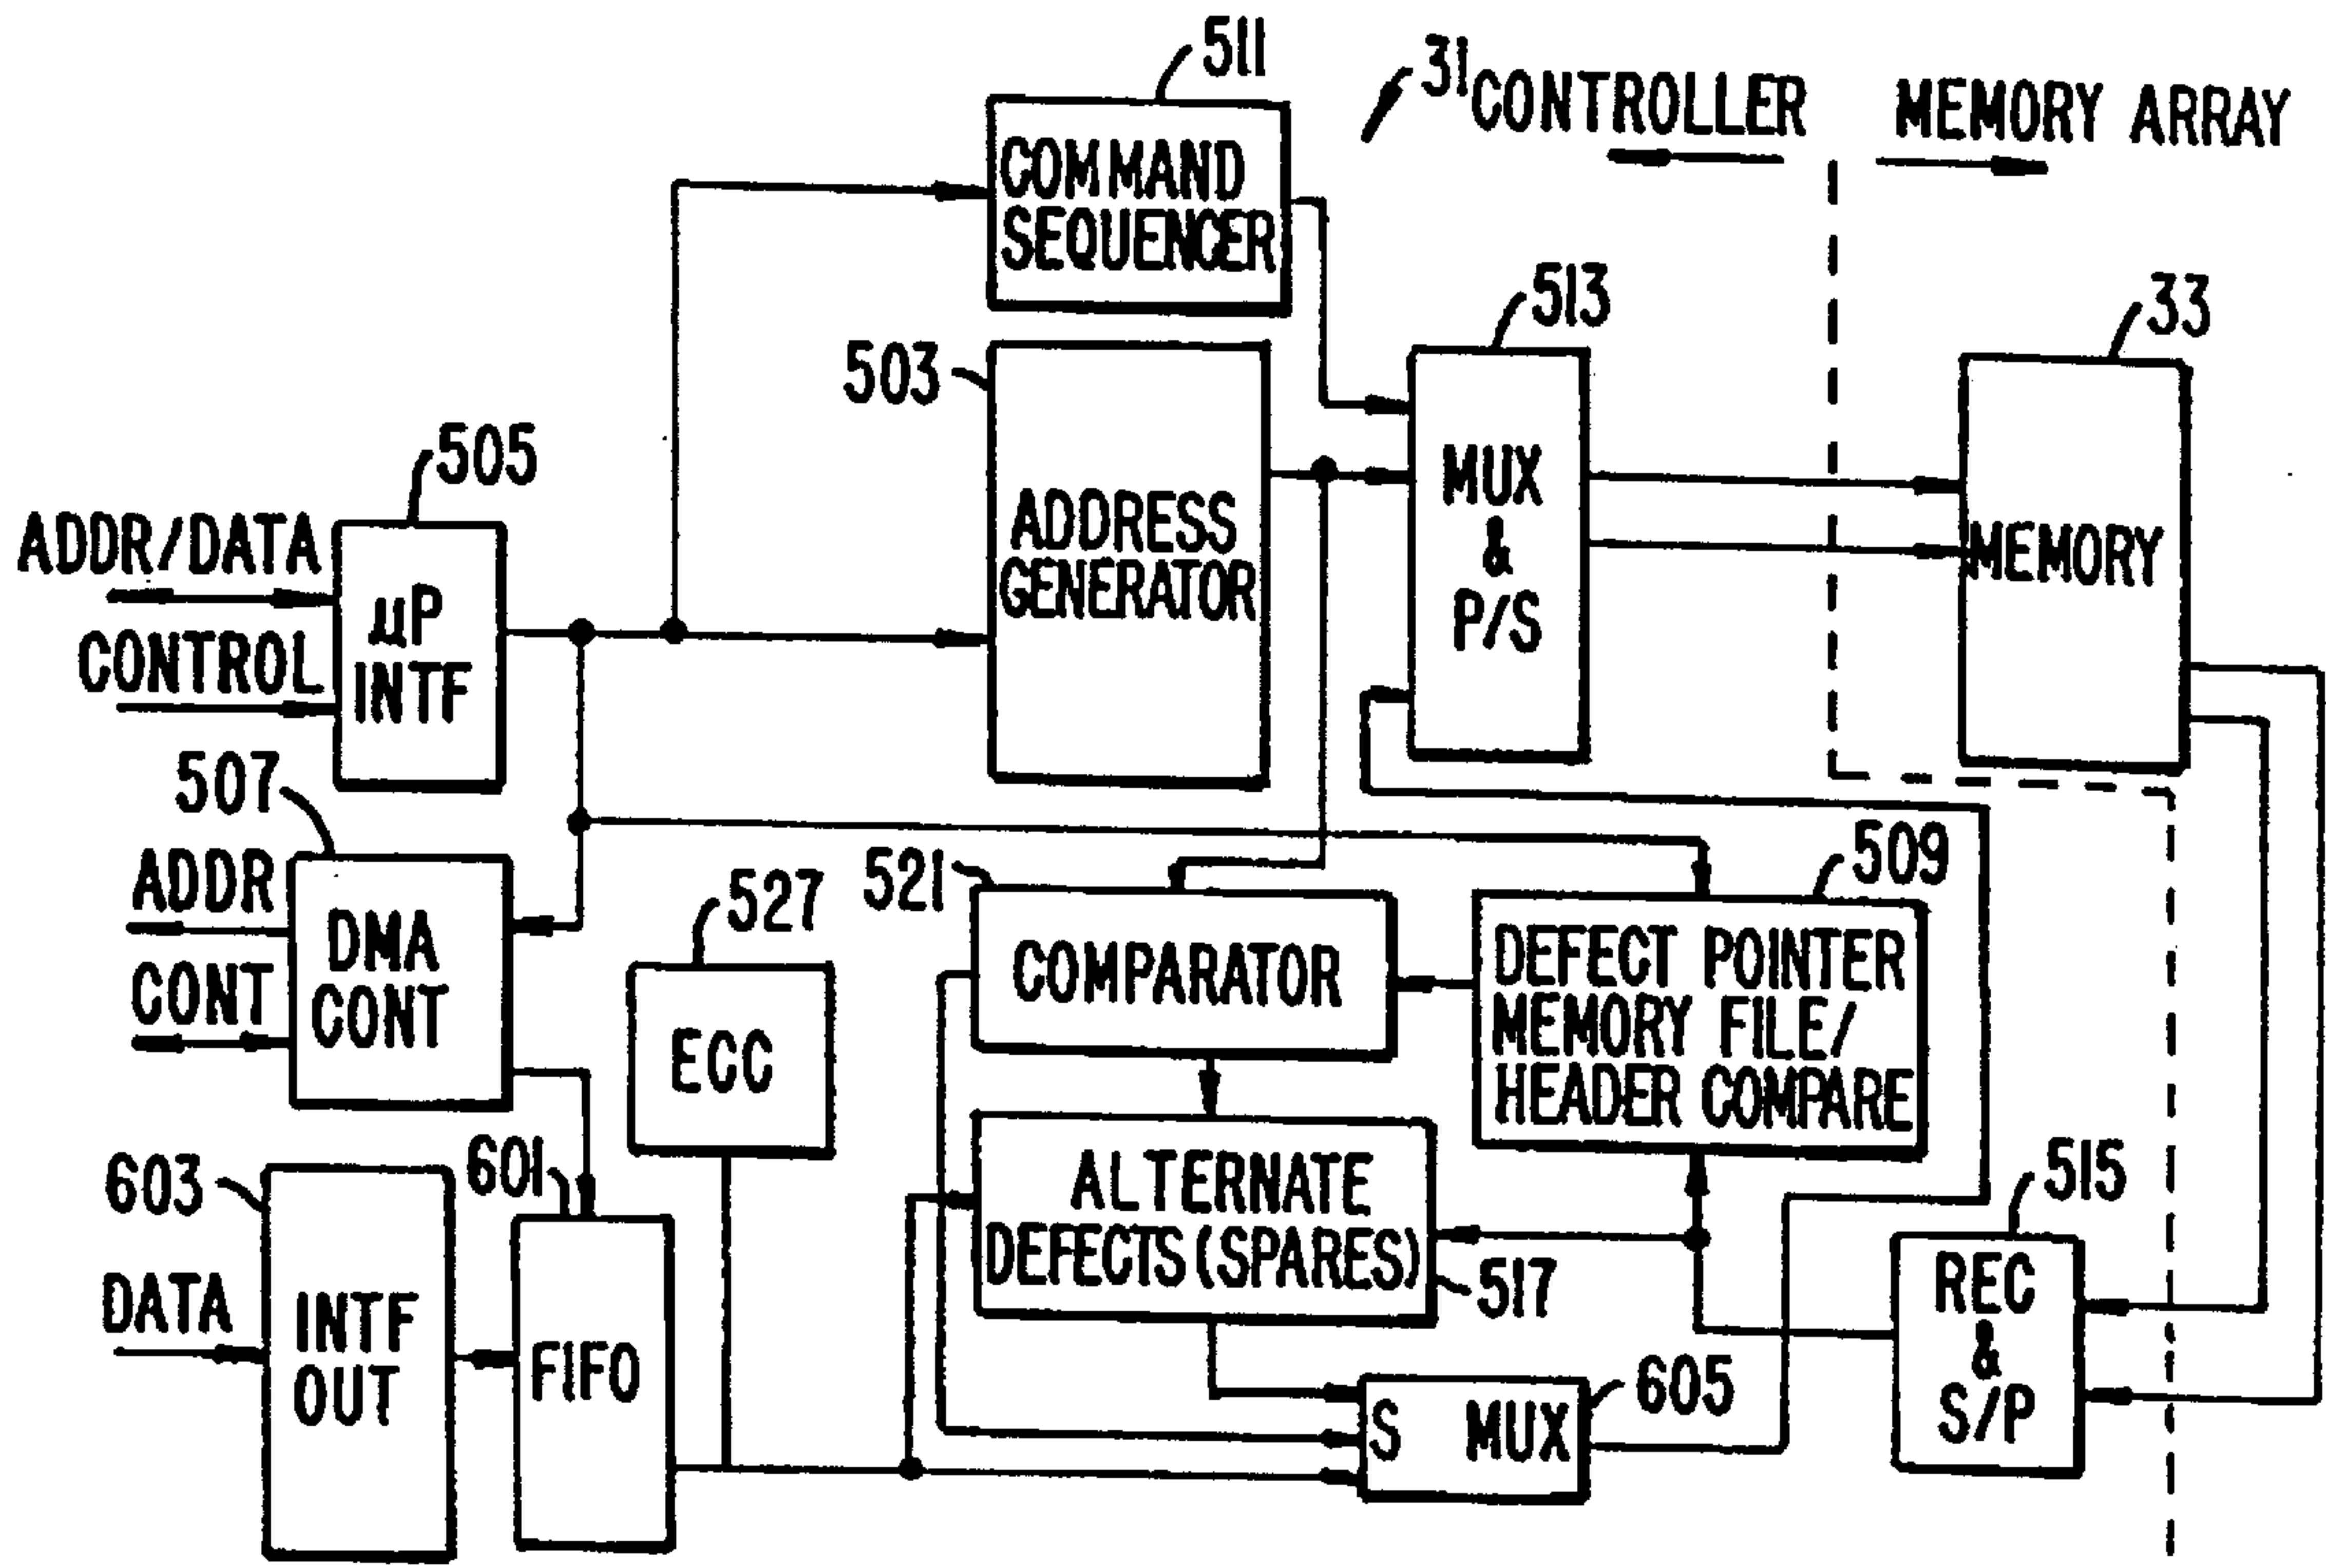 511
31
CONTROLLER
MEMORY ARRAY
COMMAND
SEQUENCER
513
33
503
ADDRESS
GENERATOR
MUX
&
P/S
MEMORY
505
ADDR/DATA
CONTROL
µP
INTF
507
ADDR
CONT
DMA
CONT
527
ECC
521
COMPARATOR
509
DEFECT POINTER
MEMORY FILE/
HEADER COMPARE
603
DATA
INTF
OUT
601
FIFO
ALTERNATE
DEFECTS (SPARES)
517
515
REC
&
S/P
S MUX
605